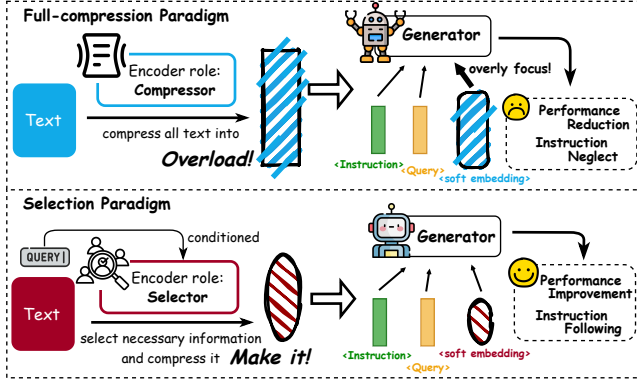 Full-compression Paradigm
Encoder role:
Compressor
Text
compress all text into
Overload!
Generator
overly focus!
<Instruction>
<Query>
<soft embedding>
Performance
Reduction
Instruction
Neglect
Selection Paradigm
QUERY|
conditioned
Encoder role:
Selector
Text
select necessary information
and compress it
Make it!
Generator
<Instruction>
<Query>
<soft embedding>
Performance
Improvement
Instruction
Following